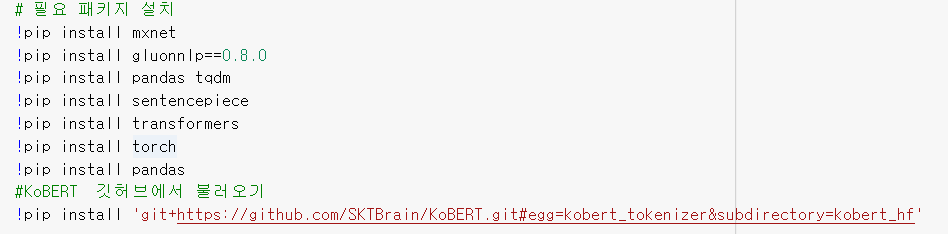 # 필요 패키지 설치
!pip install mxnet
!pip install gluonnlp==0.8.0
!pip install pandas tqdm
!pip install sentencepiece
!pip install transformers
!pip install torch
!pip install pandas
#KoBERT 깃허브에서 불러오기
!pip install 'git+https://github.com/SKTBrain/KoBERT.git#egg=kobert_tokenizer&subdirectory=kobert_hf'